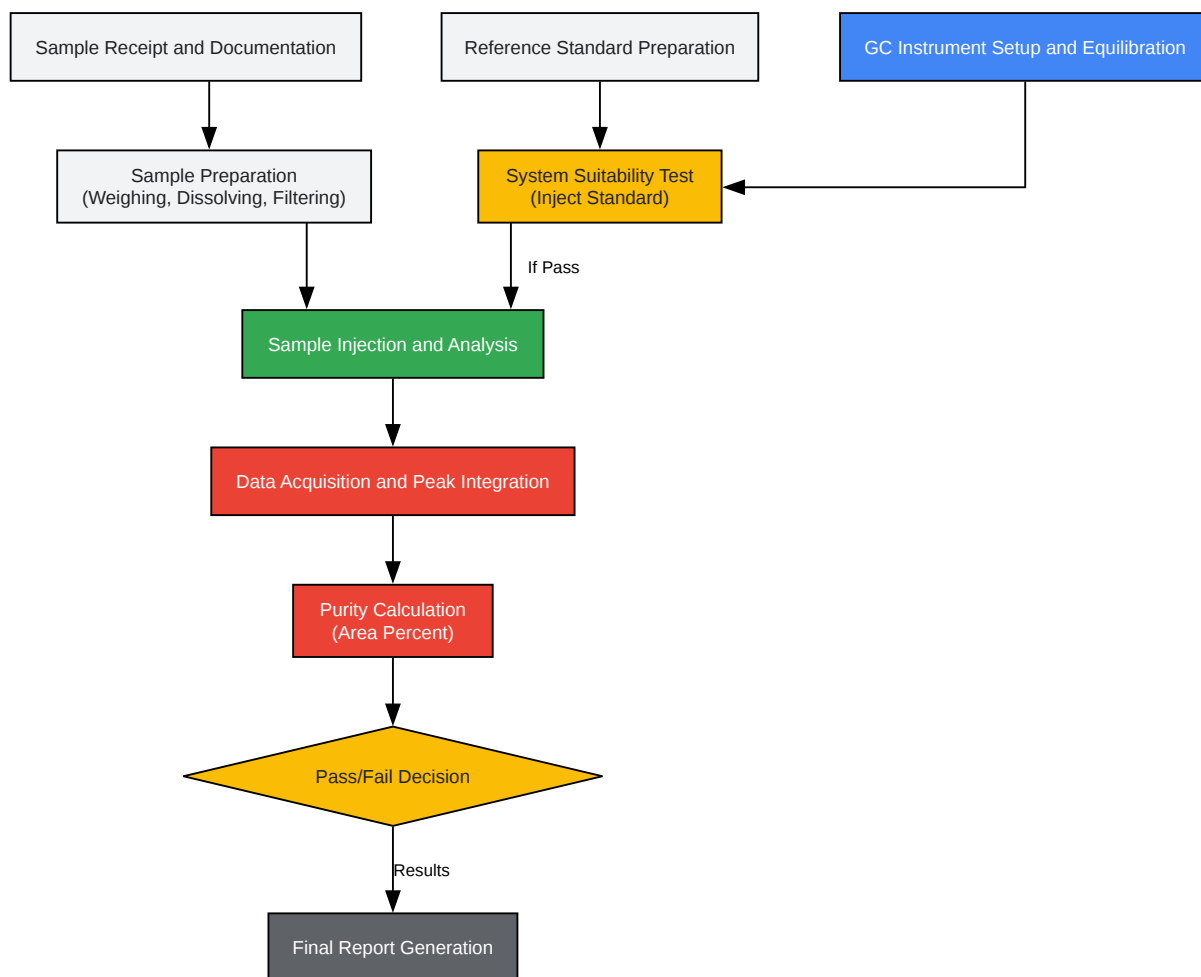 Sample Receipt and Documentation
Reference Standard Preparation
GC Instrument Setup and Equilibration
Sample Preparation
(Weighing, Dissolving, Filtering)
System Suitability Test
(Inject Standard)
If Pass
Sample Injection and Analysis
Data Acquisition and Peak Integration
Purity Calculation
(Area Percent)
Pass/Fail Decision
Results
Final Report Generation